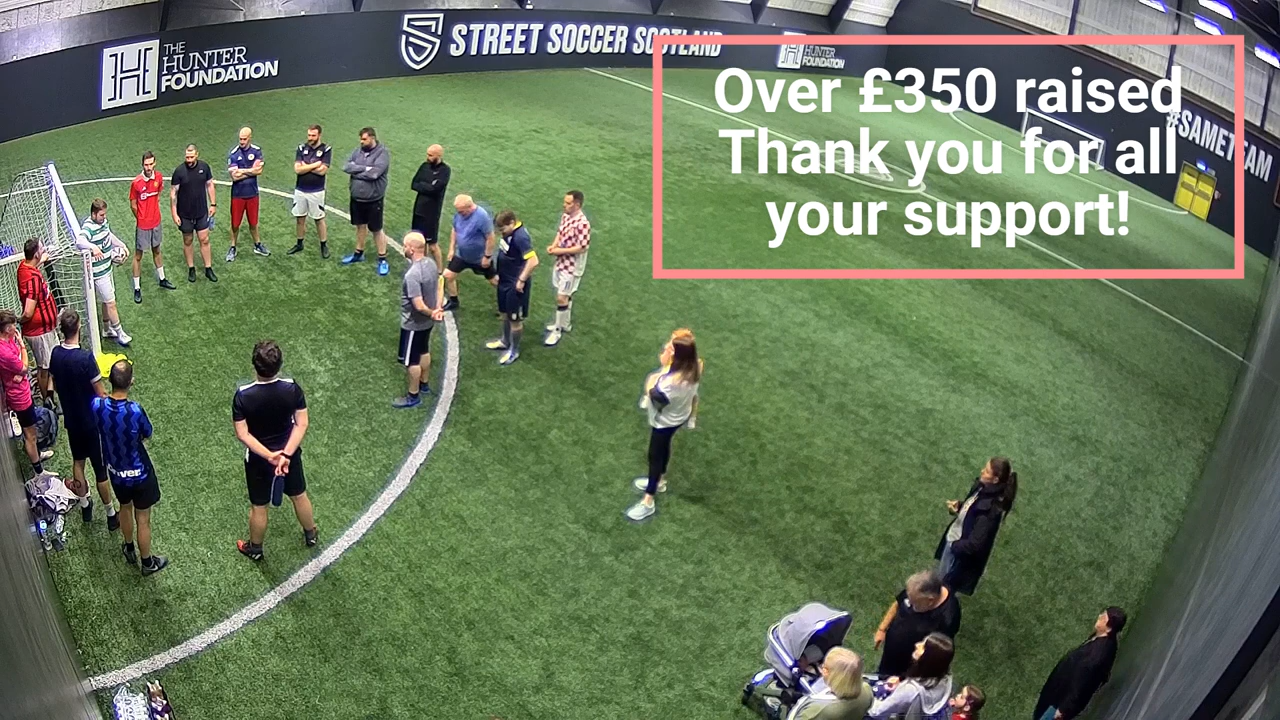 THE
HUNTER
FOUNDATION
STREET SOCCER SCOTLAND
HUNTER
FOUNDATION
Over £350 raised
Thank you for all
your support!
#SAMETEAM